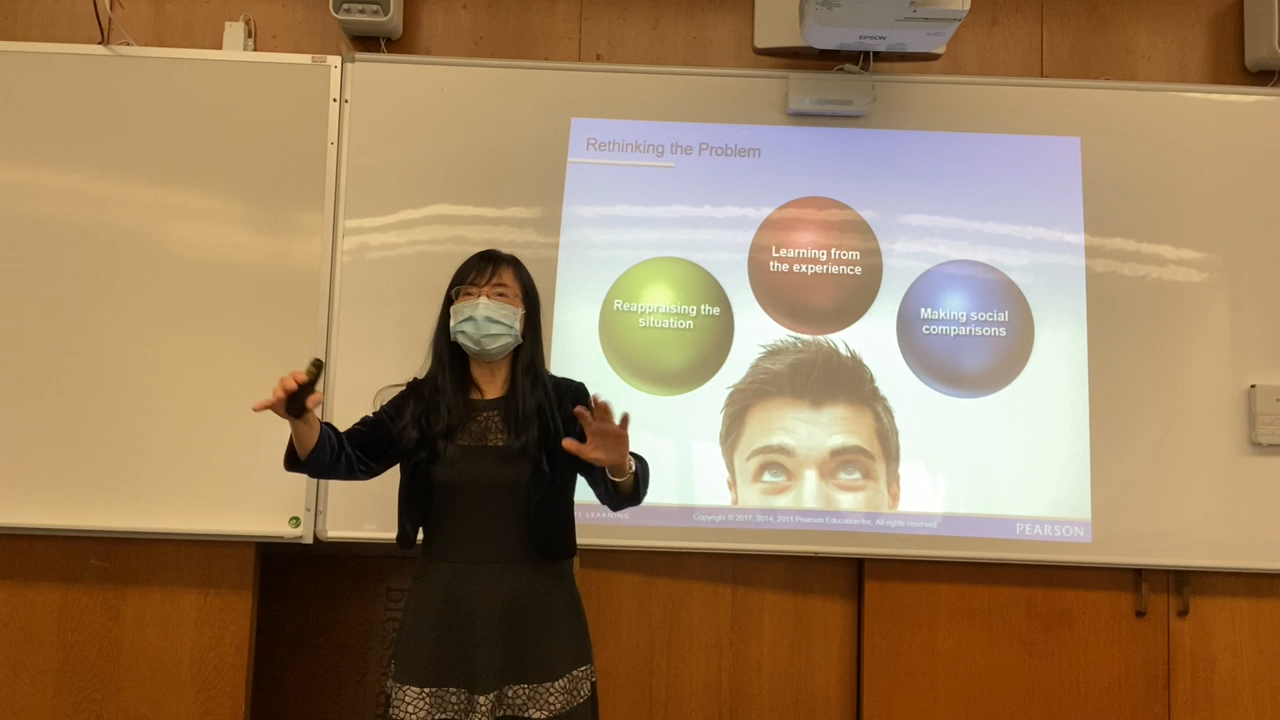 EPSON
Rethinking the Problem
Learning from
the experience
Reappraising the
situation
Making social
comparisons
LEARNING
Copyright © 2017, 2014, 2011 Pearson Education Inc. All rights reserved.
PEARSON